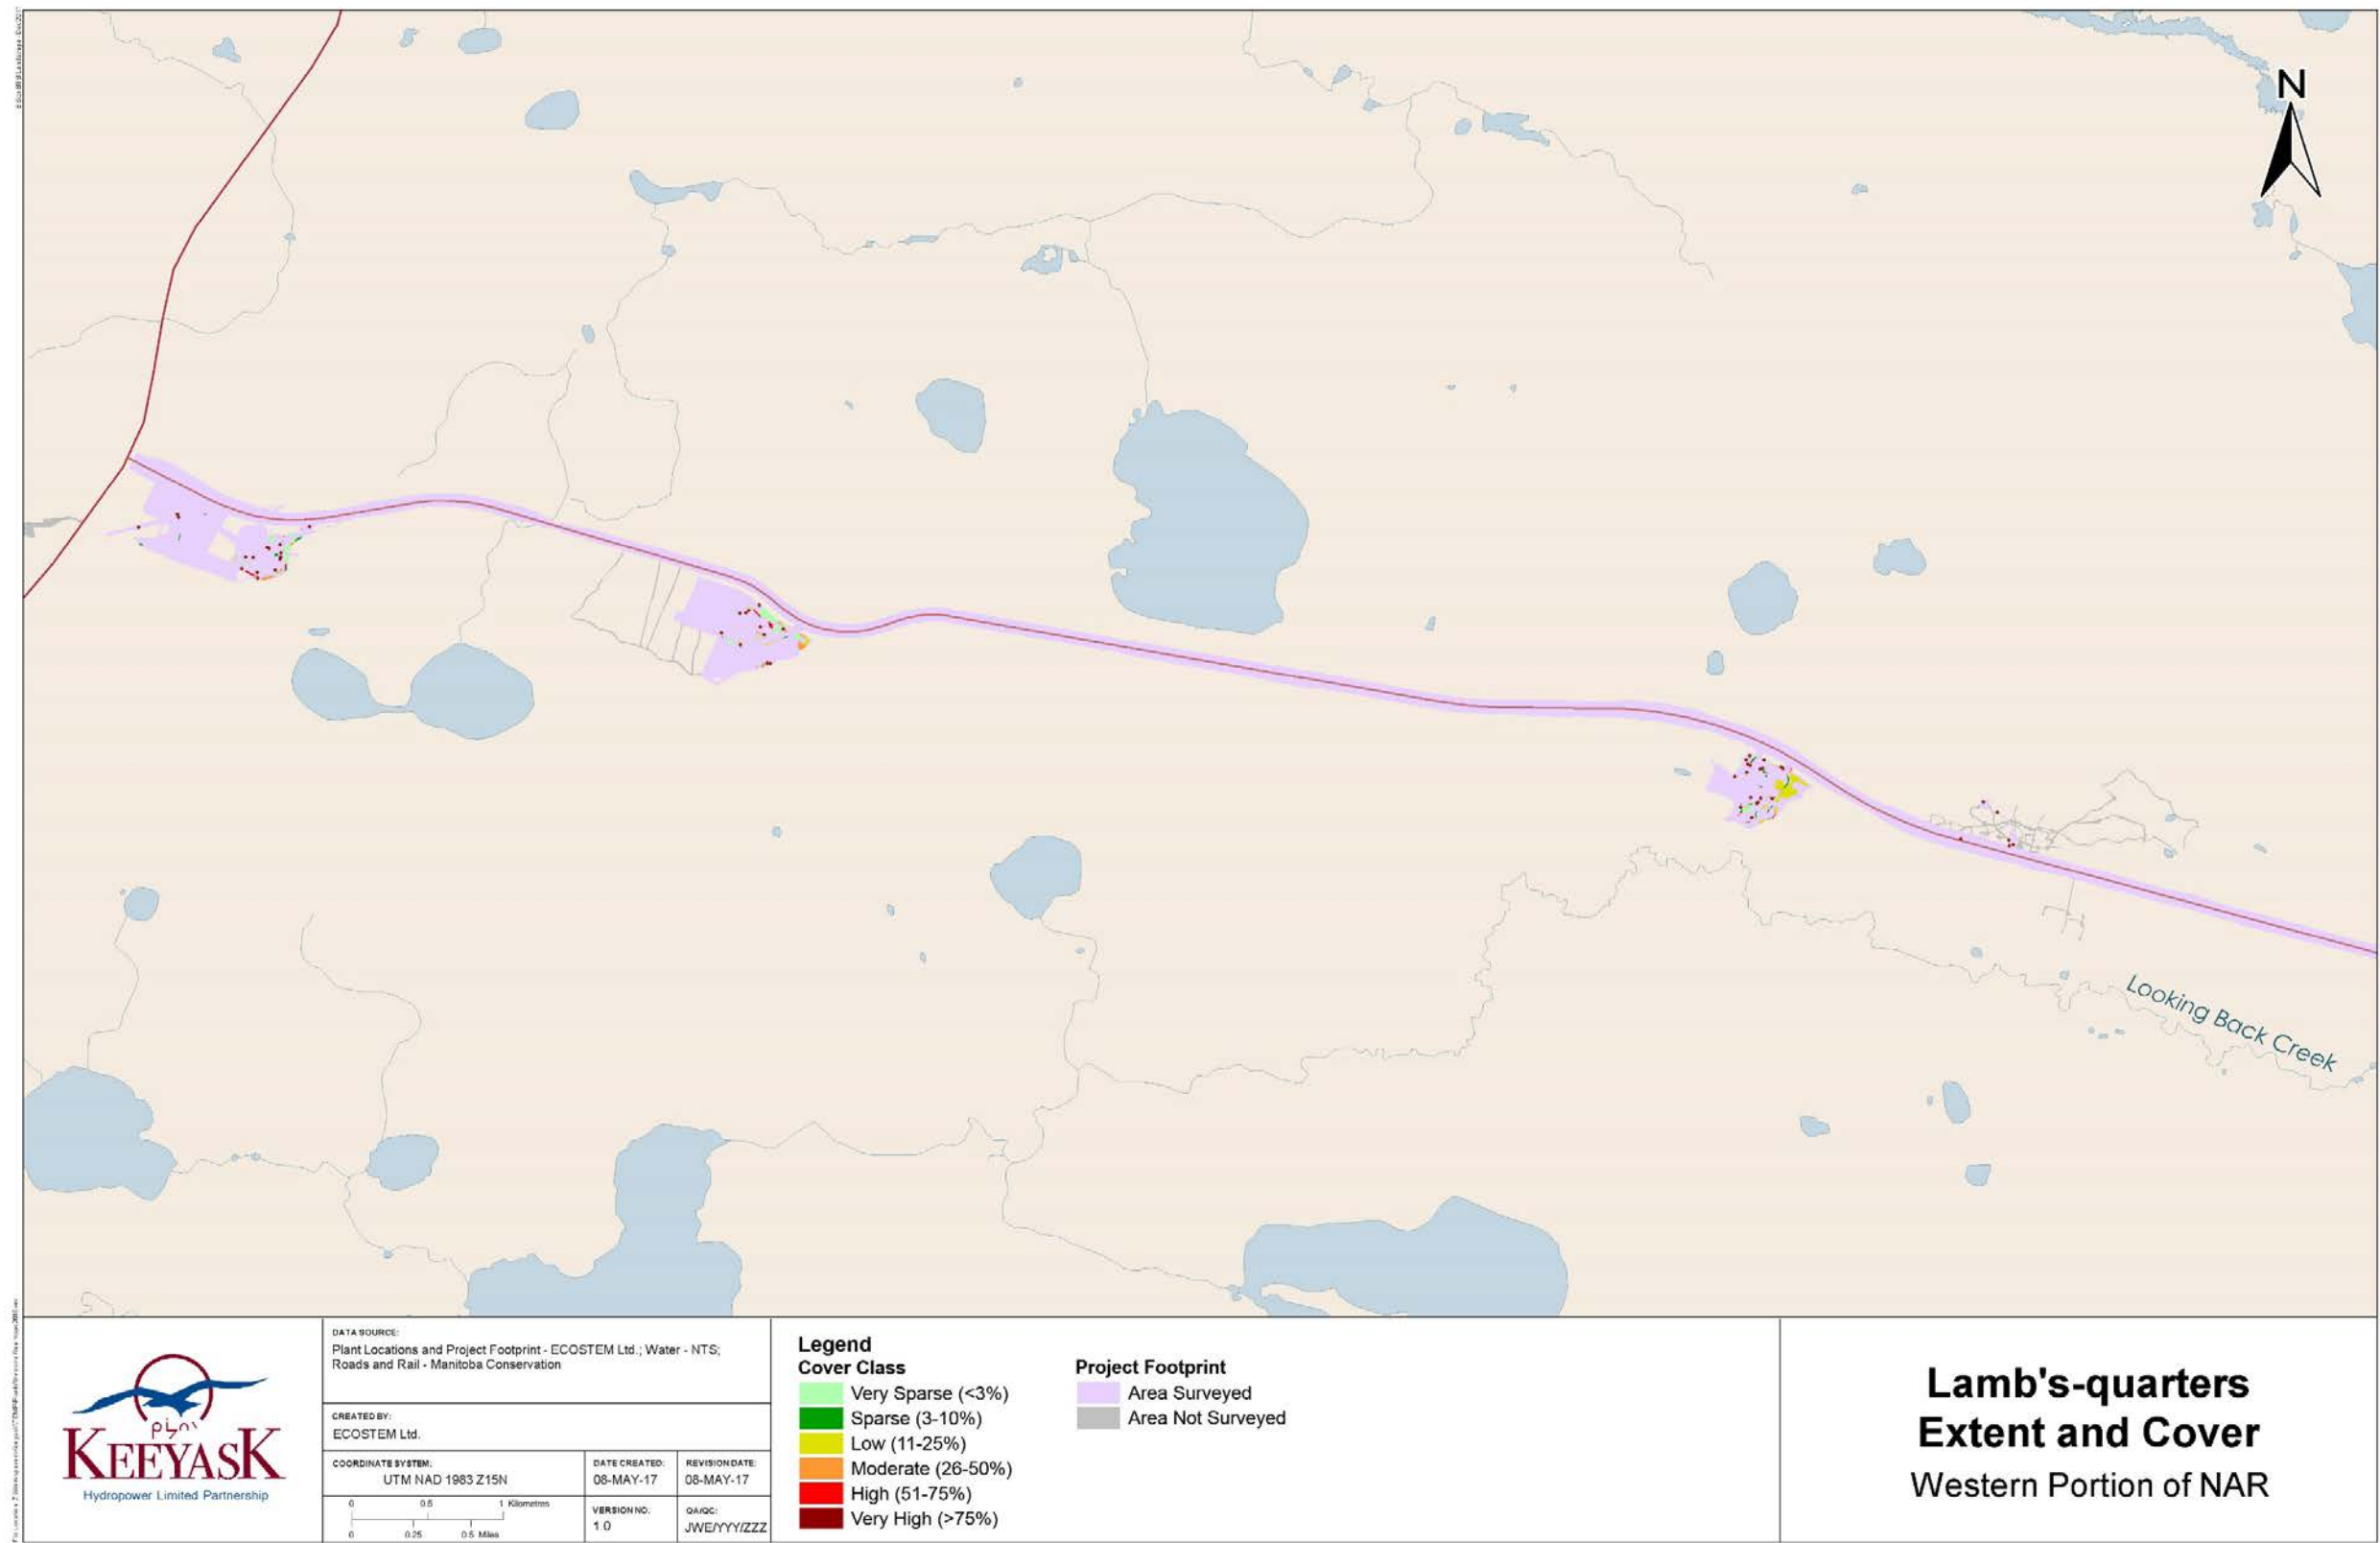 N
Looking Back Creek
KEEYASK
Hydropower Limited Partnership
DATA SOURCE:
Plant Locations and Project Footprint - ECOSTEM Ltd.; Water - NTS;
Roads and Rail - Manitoba Conservation
CREATED BY:
ECOSTEM Ltd.
COORDINATE SYSTEM:
UTM NAD 1983 Z15N
DATE CREATED:
08-MAY-17
REVISION DATE:
08-MAY-17
0 0.5 1 Kilometres
0 0.25 0.5 Miles
VERSION NO.
1.0
QA/QC:
JWE/YYY/ZZZ
Legend
Cover Class
Very Sparse (<3%)
Sparse (3-10%)
Low (11-25%)
Moderate (26-50%)
High (51-75%)
Very High (>75%)
Project Footprint
Area Surveyed
Area Not Surveyed
Lamb's-quarters
Extent and Cover
Western Portion of NAR